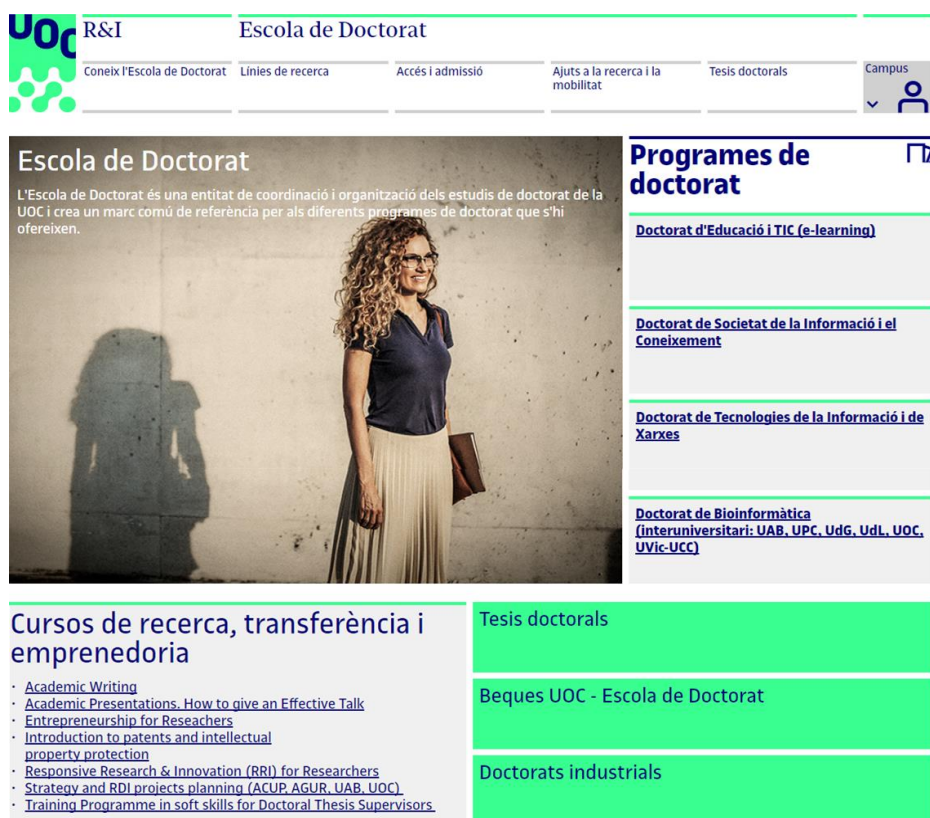 UOC
R&I
Escola de Doctorat
Coneix l'Escola de Doctorat
Línies de recerca
Accés i admissió
Ajuts a la recerca i la
mobilitat
Tesis doctorals
Campus
Escola de Doctorat
L'Escola de Doctorat és una entitat de coordinació i organització dels estudis de doctorat de la
UOC i crea un marc comú de referència per als diferents programes de doctorat que s'hi
ofereixen.
Programes de
doctorat
Doctorat d'Educació i TIC (e-learning)
Doctorat de Societat de la Informació i el
Coneixement
Doctorat de Tecnologies de la Informació i de
Xarxes
Doctorat de Bioinformàtica
(interuniversitari: UAB, UPC, UdG, UdL, UOC,
UVic-UCC)
Cursos de recerca, transferència i
emprenedoria
· Academic Writing
· Academic Presentations. How to give an Effective Talk
· Entrepreneurship for Reseachers
· Introduction to patents and intellectual
property protection
· Responsive Research & Innovation (RRI) for Researchers
· Strategy and RDI projects planning (ACUP, AGUR, UAB, UOC)
· Training Programme in soft skills for Doctoral Thesis Supervisors
Tesis doctorals
Beques UOC - Escola de Doctorat
Doctorats industrials